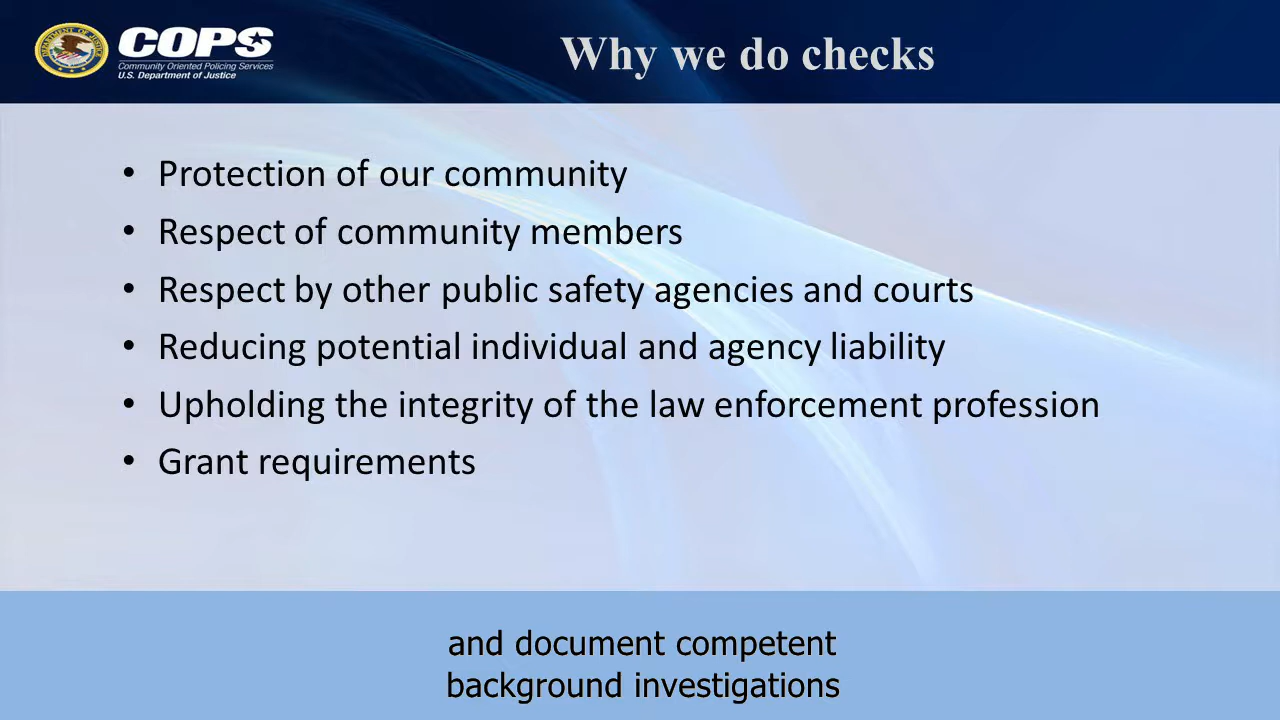 COPS
Community Oriented Policing Services
U.S. Department of Justice
Why we do checks
• Protection of our community
• Respect of community members
• Respect by other public safety agencies and courts
• Reducing potential individual and agency liability
• Upholding the integrity of the law enforcement profession
• Grant requirements
and document competent
background investigations